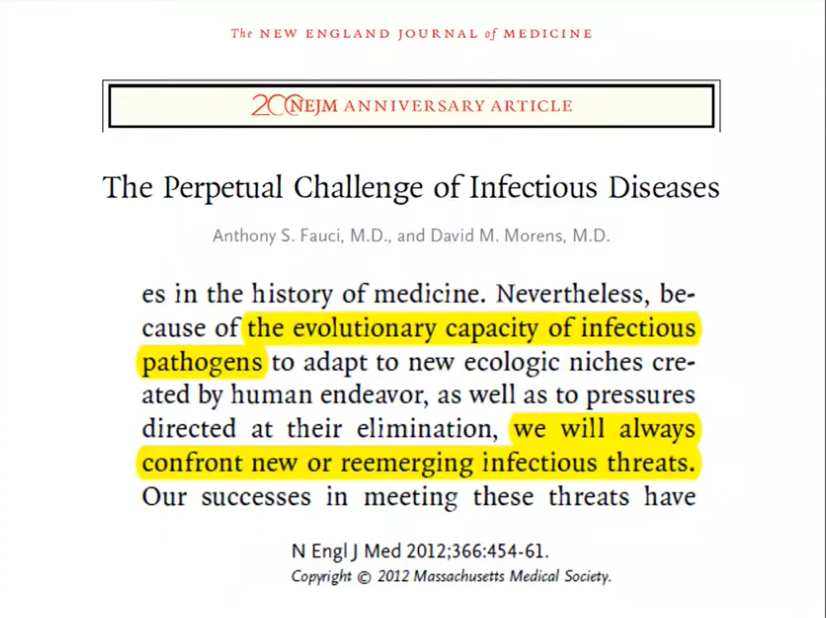 The NEW ENGLAND JOURNAL of MEDICINE
200 NEJM ANNIVERSARY ARTICLE
The Perpetual Challenge of Infectious Diseases
Anthony S. Fauci, M.D., and David M. Morens, M.D.
es in the history of medicine. Nevertheless, be-
cause of the evolutionary capacity of infectious
pathogens to adapt to new ecologic niches cre-
ated by human endeavor, as well as to pressures
directed at their elimination, we will always
confront new or reemerging infectious threats.
Our successes in meeting these threats have
N Engl J Med 2012;366:454-61.
Copyright © 2012 Massachusetts Medical Society.